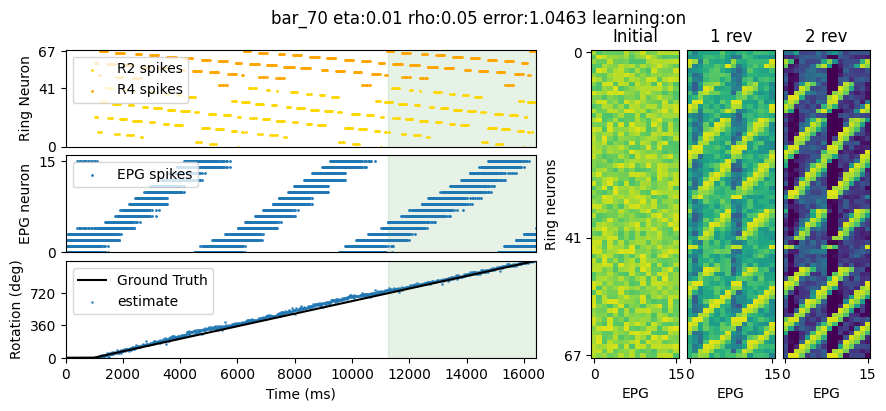 bar_70 eta:0.01 rho:0.05 error:1.0463 learning:on
Initial
1 rev
2 rev
67
41
0
Ring Neuron
R2 spikes
R4 spikes
15
0
EPG neuron
EPG spikes
720
360
0
Rotation (deg)
Ground Truth
estimate
0 2000 4000 6000 8000 10000 12000 14000 16000
Time (ms)
0
41
67
Ring neurons
0 15
EPG
0 15
EPG
0 15
EPG